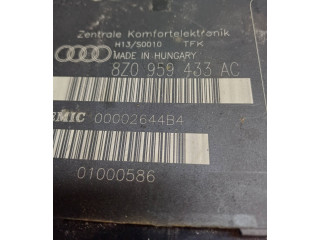 Zentrale Komfortelektronik
H13/S0010 TFK
MADE IN HUNGARY
8Z0 959 433 AC
00002644B4
01000586